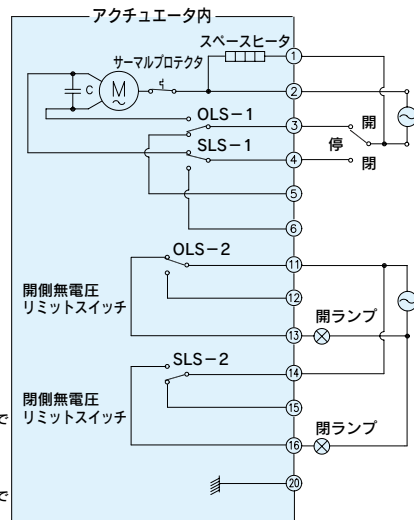 アクチュエータ内
スペースヒータ
サーマルプロテクタ
C
M
OLS-1
SLS-1
1
2
3
4
5
6
開
停
閉
OLS-2
開側無電圧
リミットスイッチ
11
12
13
開ランプ
SLS-2
閉側無電圧
リミットスイッチ
14
15
16
閉ランプ
20
で
で